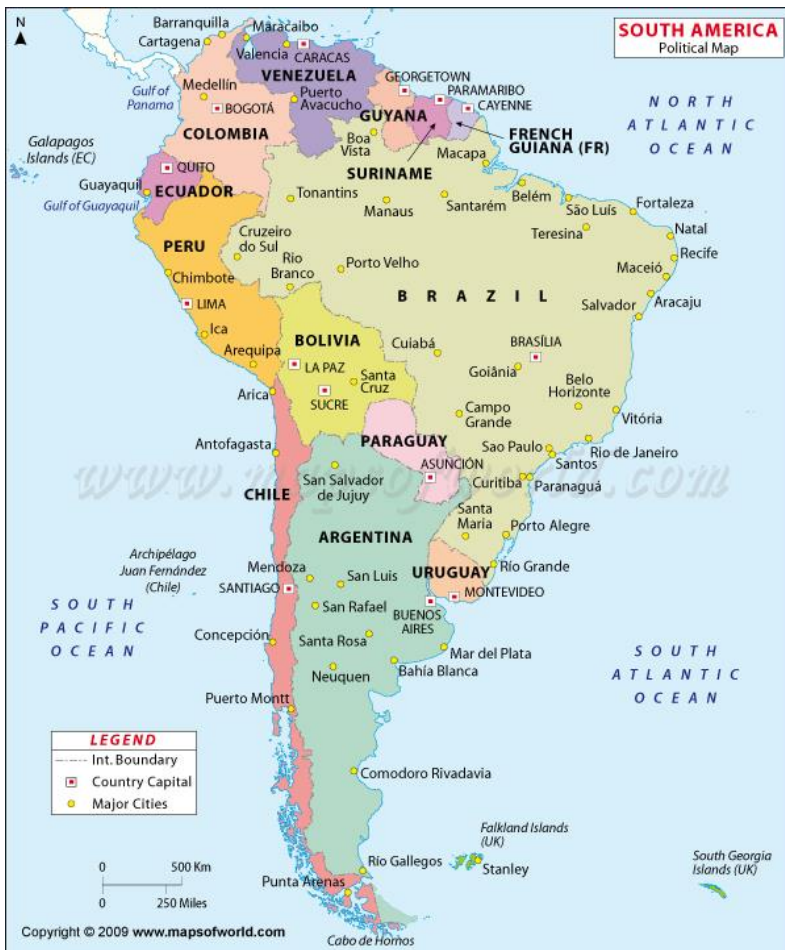 N
SOUTH AMERICA
Political Map
Barranquilla
Maracaibo
Cartagena
Valencia
CARACAS
VENEZUELA
GEORGETOWN
PARAMARIBO
CAYENNE
Medellín
Puerto
Avacucho
Gulf of
Panama
BOGOTÁ
GUYANA
NORTH
ATLANTIC
OCEAN
COLOMBIA
Boa
Vista
FRENCH
GUIANA (FR)
Macapa
Galapagos
Islands (EC)
QUITO
SURINAME
Guayaquil
ECUADOR
Gulf of Guayaquil
Tonantins
Manaus
Santarém
Belém
São Luís
Fortaleza
Teresina
Natal
PERU
Cruzeiro
do Sul
Recife
Rio
Branco
Porto Velho
Maceió
Chimbote
BRAZIL
Aracaju
LIMA
Salvador
Ica
BOLIVIA
Cuiabá
BRASÍLIA
Arequipa
LA PAZ
Goiânia
Santa
Cruz
Belo
Horizonte
Arica
SUCRE
Campo
Grande
Vitória
PARAGUAY
Antofagasta
Sao Paulo
Rio de Janeiro
ASUNCIÓN
Santos
San Salvador
de Jujuy
Curitiba
Paranaguá
www.mapsofworld.com
CHILE
Santa
Maria
ARGENTINA
Porto Alegre
Archipélago
Juan Fernández
(Chile)
Mendoza
San Luis
URUGUAY
Río Grande
SANTIAGO
MONTEVIDEO
SOUTH
PACIFIC
OCEAN
San Rafael
BUENOS
AIRES
Concepción
Santa Rosa
Mar del Plata
SOUTH
ATLANTIC
OCEAN
Neuquen
Bahía Blanca
Puerto Montt
LEGEND
Int. Boundary
Country Capital
Major Cities
Comodoro Rivadavia
Falkland Islands
(UK)
0 500 Km
Río Gallegos
Stanley
South Georgia
Islands (UK)
0 250 Miles
Punta Arenas
Copyright © 2009 www.mapsofworld.com
Cabo de Hornos